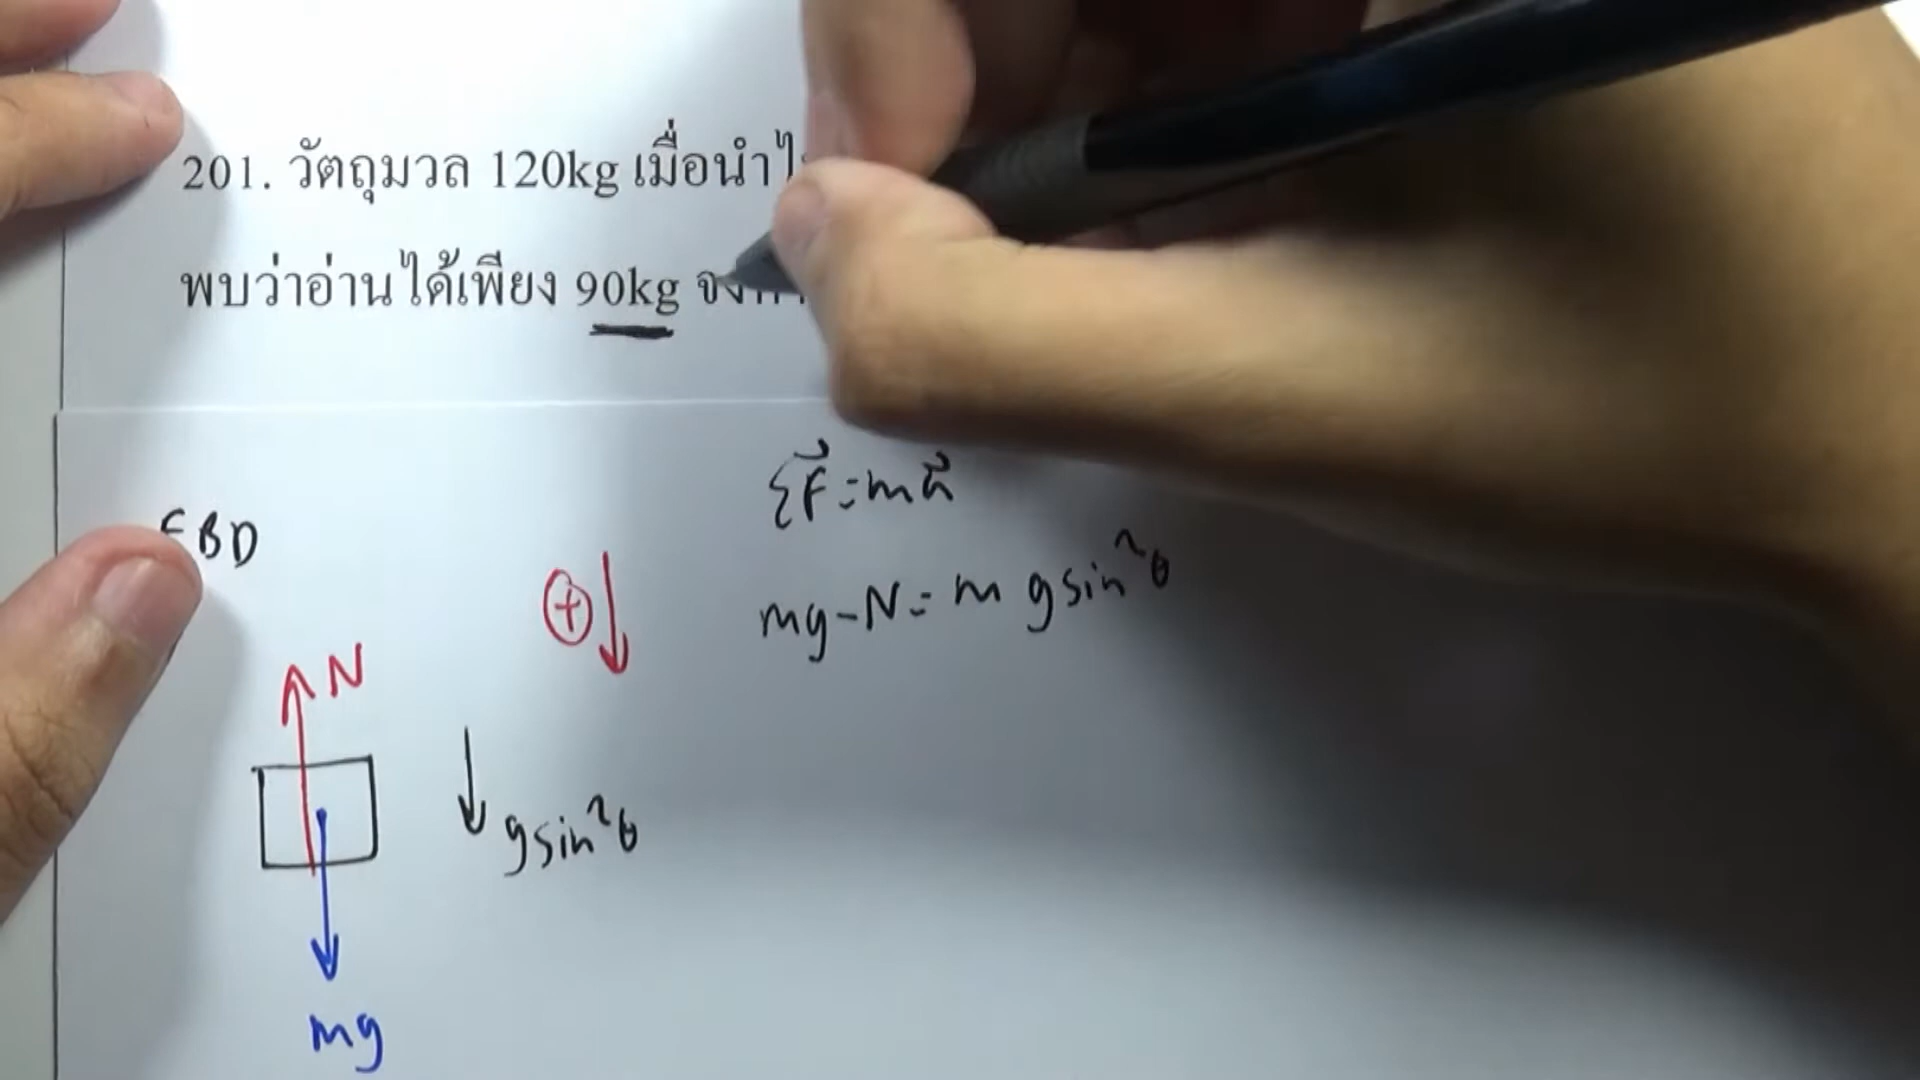 201. วัตถุมวล 120kg เมื่อนำ
พบว่าอ่านได้เพียง 90kg
FBD
ΣF⃗ = ma⃗
mg - N = m g sin²θ
N
g sin²θ
mg